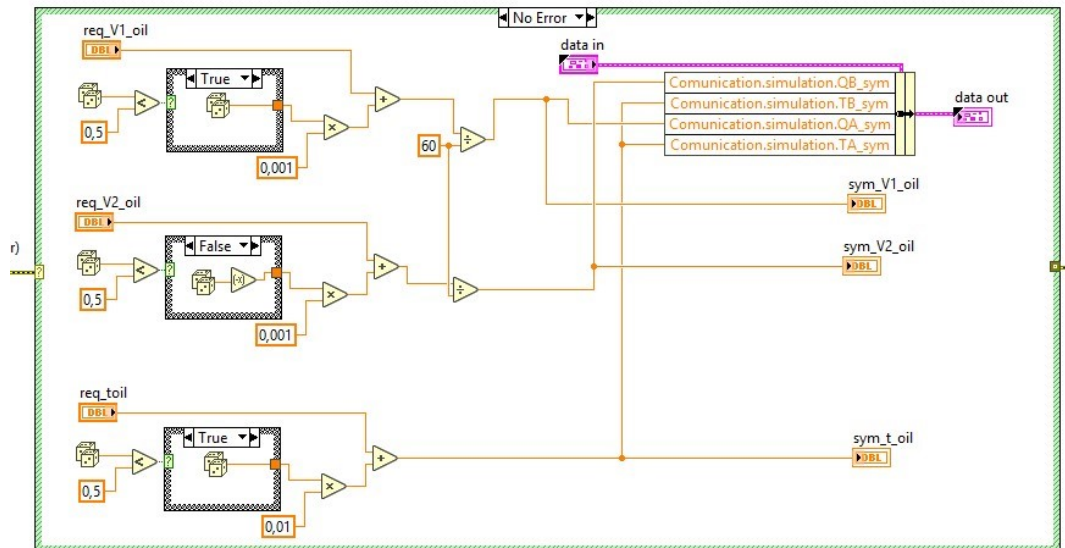 No Error
req_V1_oil
DBL
True
0,5
0,001
60
data in
Comunication.simulation.QB_sym
Comunication.simulation.TB_sym
Comunication.simulation.QA_sym
Comunication.simulation.TA_sym
data out
sym_V1_oil
DBL
req_V2_oil
DBL
False
0,5
0,001
sym_V2_oil
DBL
r)
req_toil
DBL
True
0,5
0,01
sym_t_oil
DBL